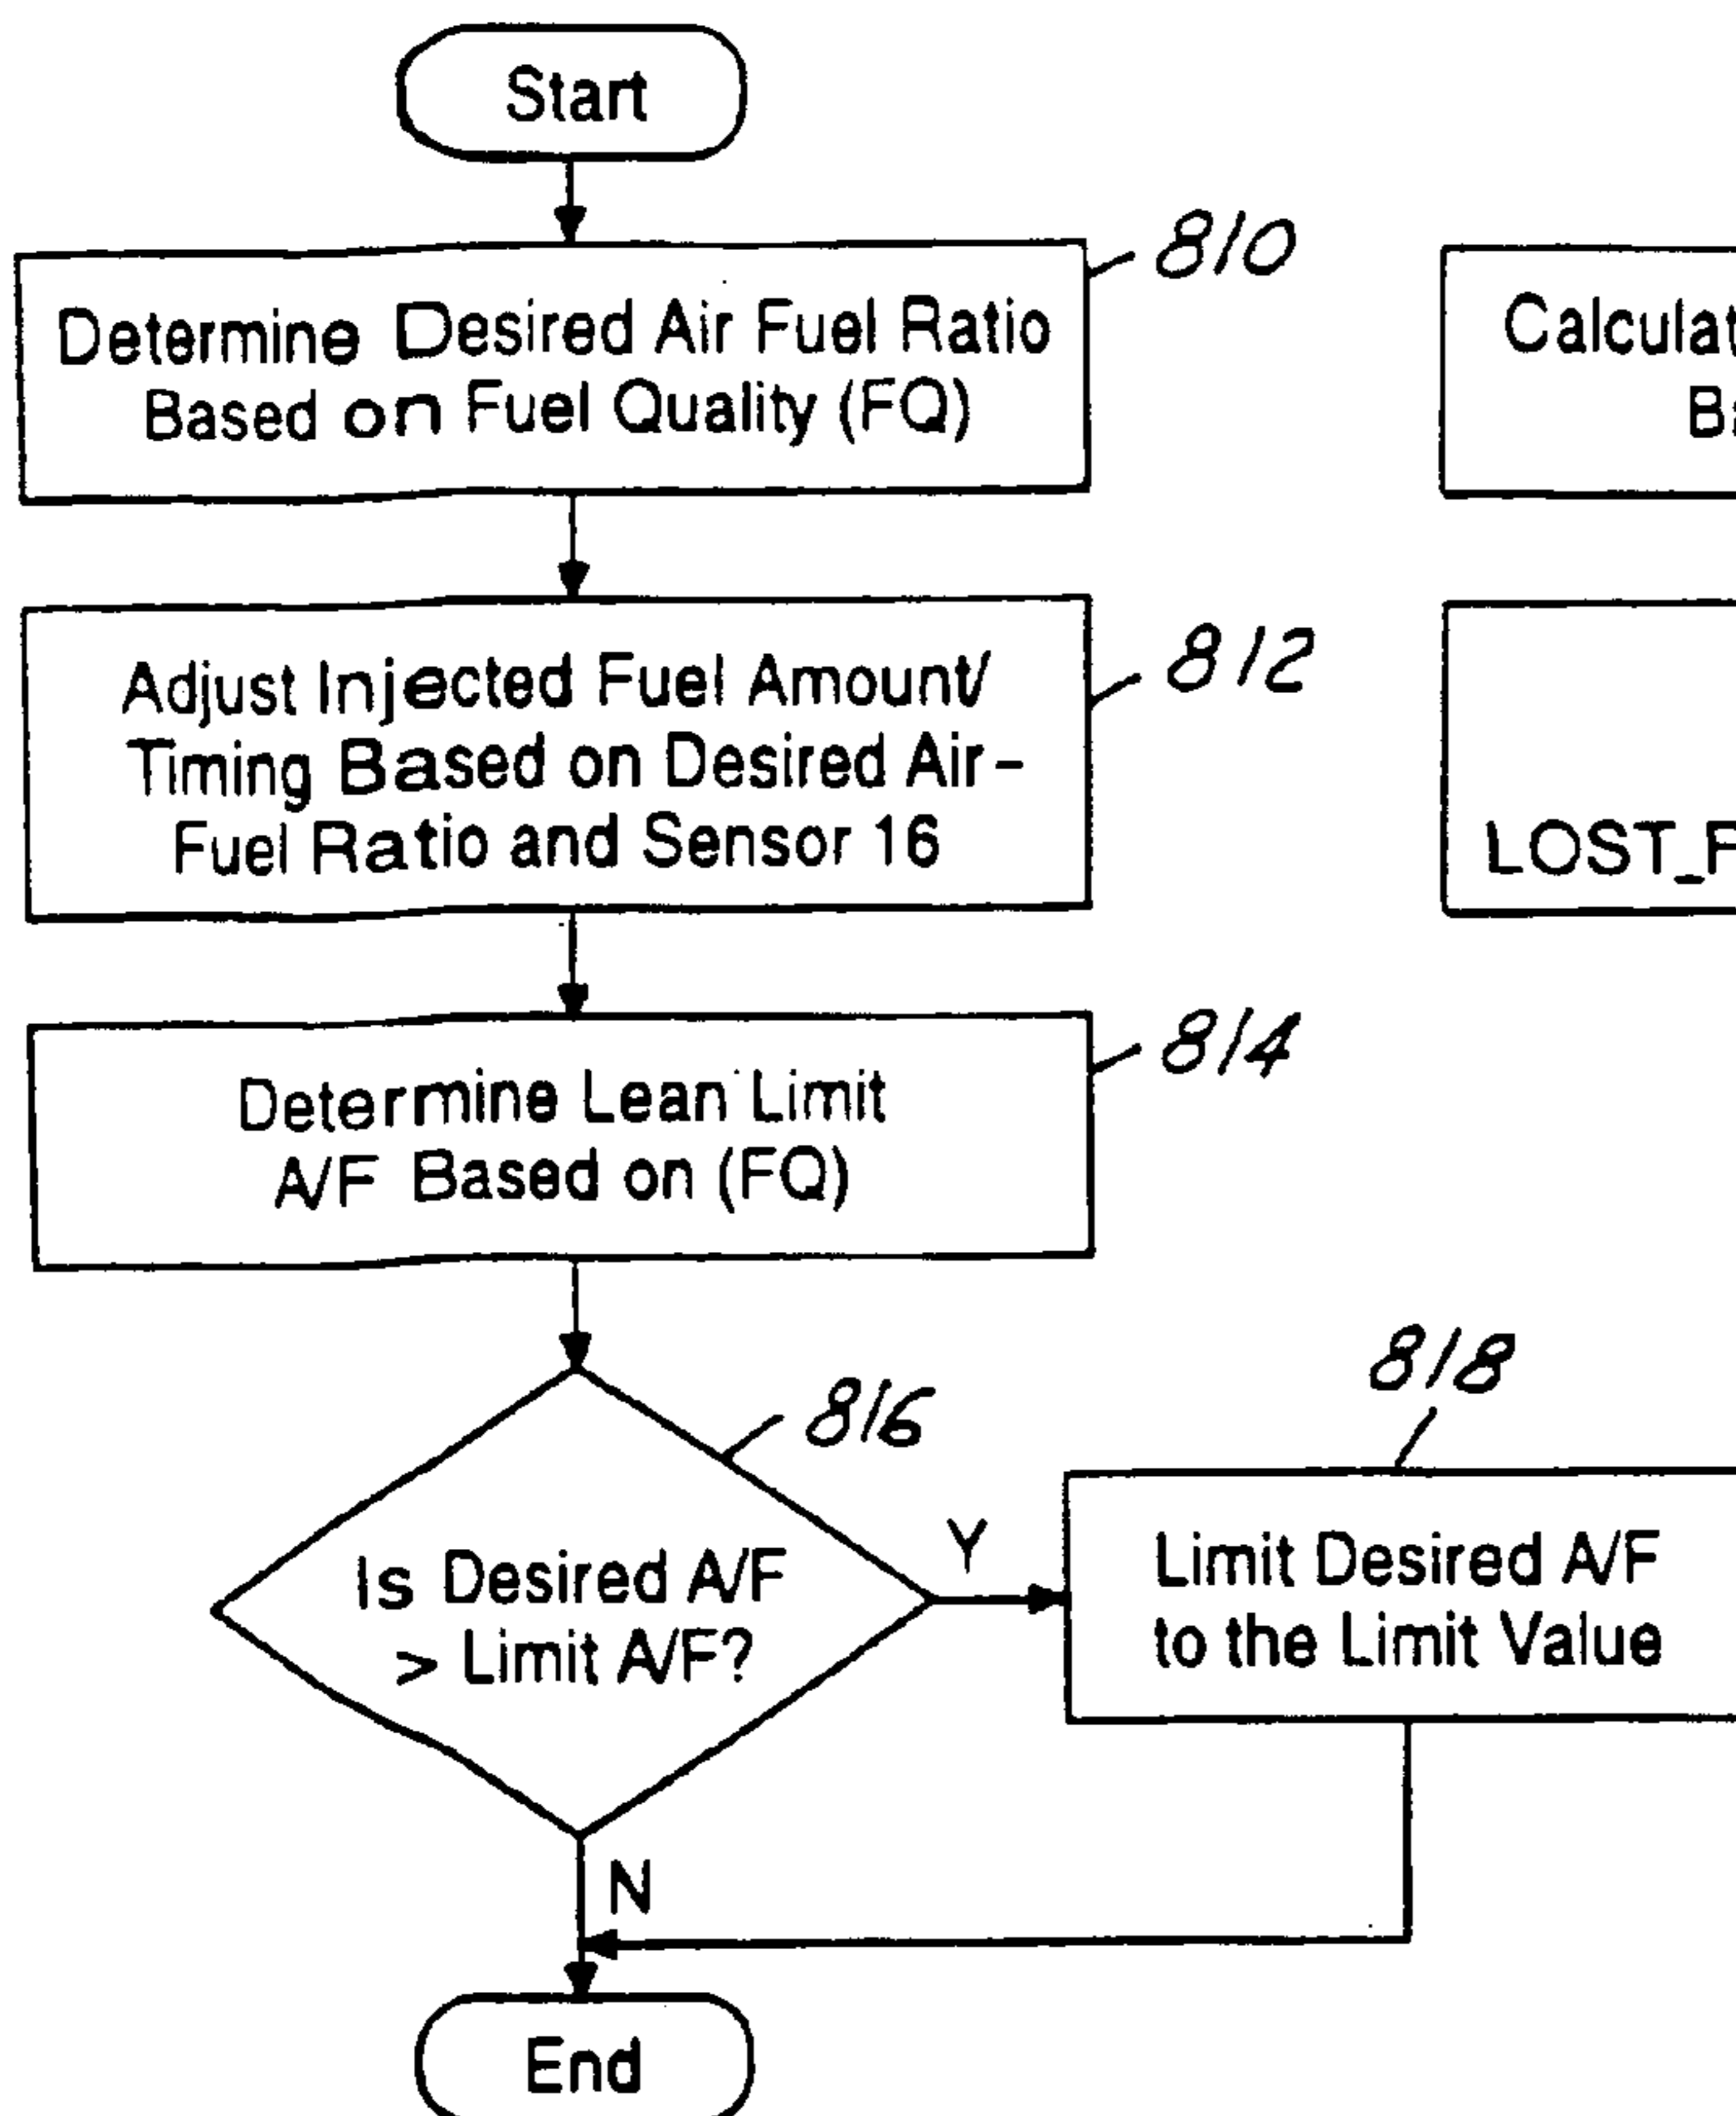 Start
810
Determine Desired Air Fuel Ratio
Based on Fuel Quality (FQ)
812
Adjust Injected Fuel Amount/
Timing Based on Desired Air-
Fuel Ratio and Sensor 16
814
Determine Lean Limit
A/F Based on (FQ)
816
Is Desired A/F
> Limit A/F?
Y
818
Limit Desired A/F
to the Limit Value
N
End
LOST_